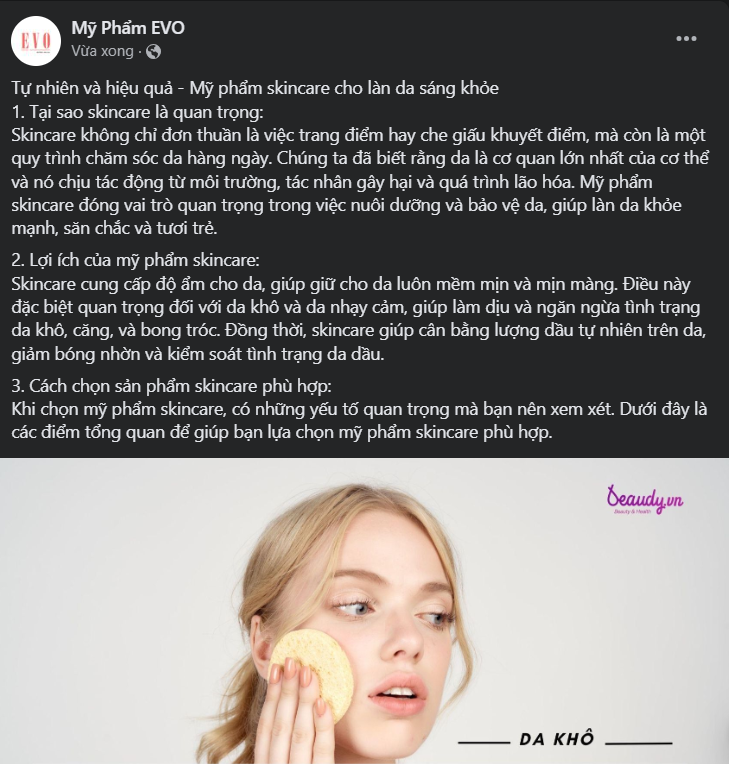 EVO
Mỹ Phẩm EVO
Vừa xong ·
Tự nhiên và hiệu quả - Mỹ phẩm skincare cho làn da sáng khỏe
1. Tại sao skincare là quan trọng:
Skincare không chỉ đơn thuần là việc trang điểm hay che giấu khuyết điểm, mà còn là một
quy trình chăm sóc da hàng ngày. Chúng ta đã biết rằng da là cơ quan lớn nhất của cơ thể
và nó chịu tác động từ môi trường, tác nhân gây hại và quá trình lão hóa. Mỹ phẩm
skincare đóng vai trò quan trọng trong việc nuôi dưỡng và bảo vệ da, giúp làn da khỏe
mạnh, săn chắc và tươi trẻ.
2. Lợi ích của mỹ phẩm skincare:
Skincare cung cấp độ ẩm cho da, giúp giữ cho da luôn mềm mịn và mịn màng. Điều này
đặc biệt quan trọng đối với da khô và da nhạy cảm, giúp làm dịu và ngăn ngừa tình trạng
da khô, căng, và bong tróc. Đồng thời, skincare giúp cân bằng lượng dầu tự nhiên trên da,
giảm bóng nhờn và kiểm soát tình trạng da dầu.
3. Cách chọn sản phẩm skincare phù hợp:
Khi chọn mỹ phẩm skincare, có những yếu tố quan trọng mà bạn nên xem xét. Dưới đây là
các điểm tổng quan để giúp bạn lựa chọn mỹ phẩm skincare phù hợp.
Beaudy.vn
Beauty & Health
DA KHÔ